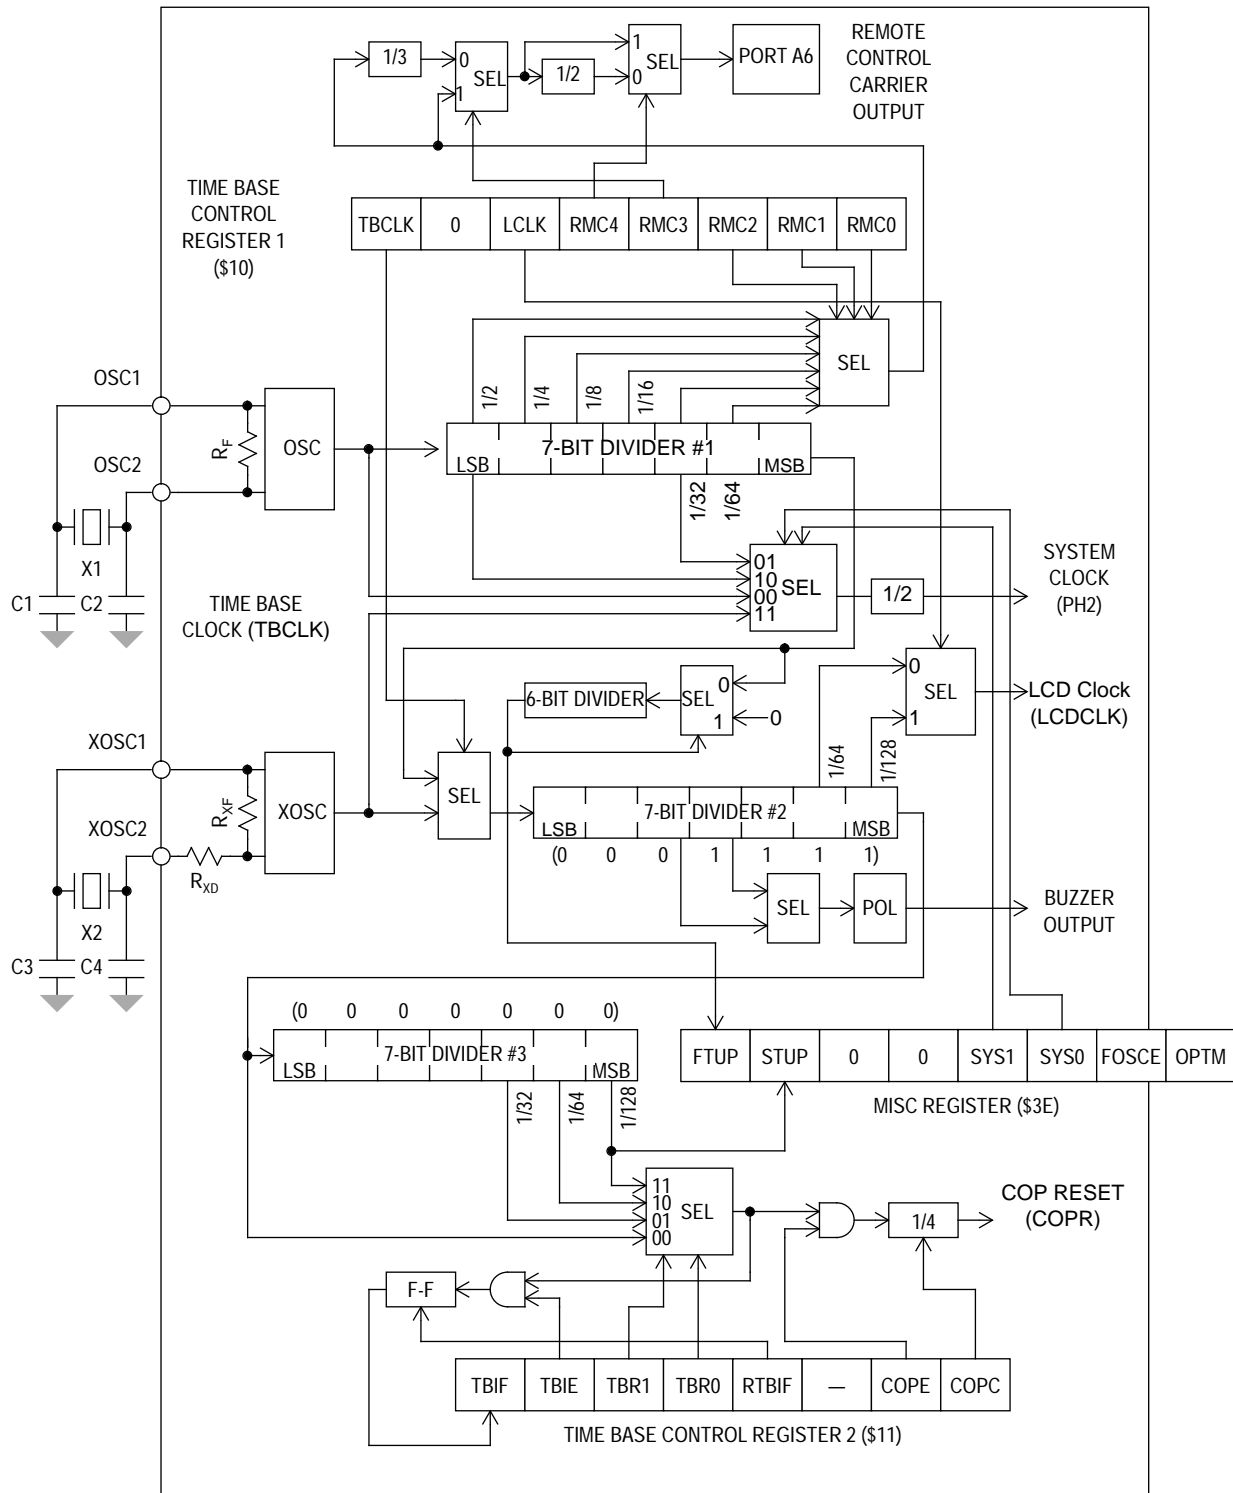 REMOTE
CONTROL
CARRIER
OUTPUT
1/3
0
1
SEL
1/2
1
0
SEL
PORT A6
TIME BASE
CONTROL
REGISTER 1
($10)
TBCLK 0 LCLK RMC4 RMC3 RMC2 RMC1 RMC0
SEL
1/2 1/4 1/8 1/16
OSC1
OSC2
RF
OSC
7-BIT DIVIDER #1
LSB MSB
1/32 1/64
X1
C1 C2
TIME BASE
CLOCK (TBCLK)
01
10
00
11
SEL
1/2
SYSTEM
CLOCK
(PH2)
6-BIT DIVIDER
SEL
0
1
0
0
SEL
1
LCD Clock
(LCDCLK)
1/64 1/128
XOSC1
XOSC2
RXF
RXD
XOSC
SEL
7-BIT DIVIDER #2
LSB MSB
(0 0 0 1 1 1 1)
X2
C3 C4
SEL
POL
BUZZER
OUTPUT
(0 0 0 0 0 0 0)
7-BIT DIVIDER #3
LSB MSB
1/32 1/64 1/128
FTUP STUP 0 0 SYS1 SYS0 FOSCE OPTM
MISC REGISTER ($3E)
11
10
01
00
SEL
1/4
COP RESET
(COPR)
F-F
TBIF TBIE TBR1 TBR0 RTBIF — COPE COPC
TIME BASE CONTROL REGISTER 2 ($11)